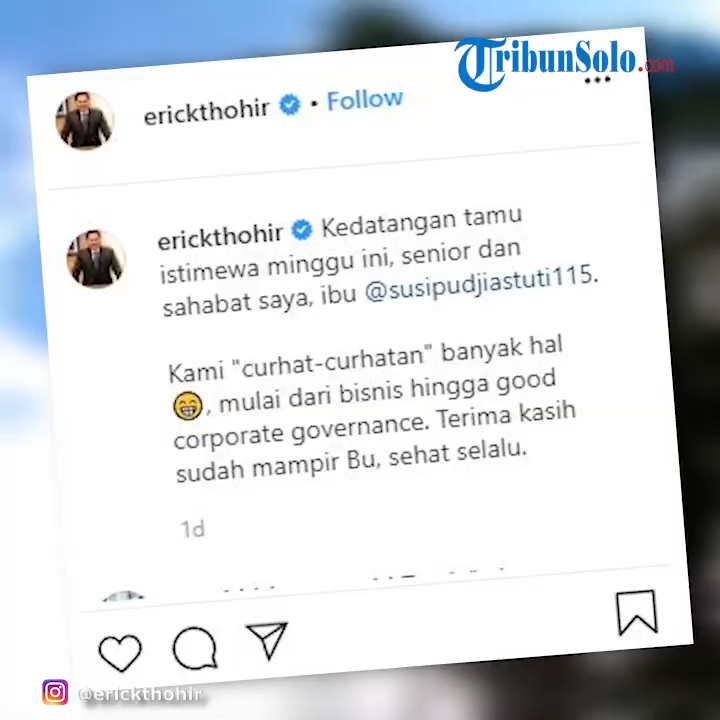 TribunSolo.com
erickthohir • Follow
erickthohir Kedatangan tamu
istimewa minggu ini, senior dan
sahabat saya, ibu @susipudjiastuti115.
Kami "curhat-curhatan" banyak hal
😁, mulai dari bisnis hingga good
corporate governance. Terima kasih
sudah mampir Bu, sehat selalu.
1d
@erickthohir